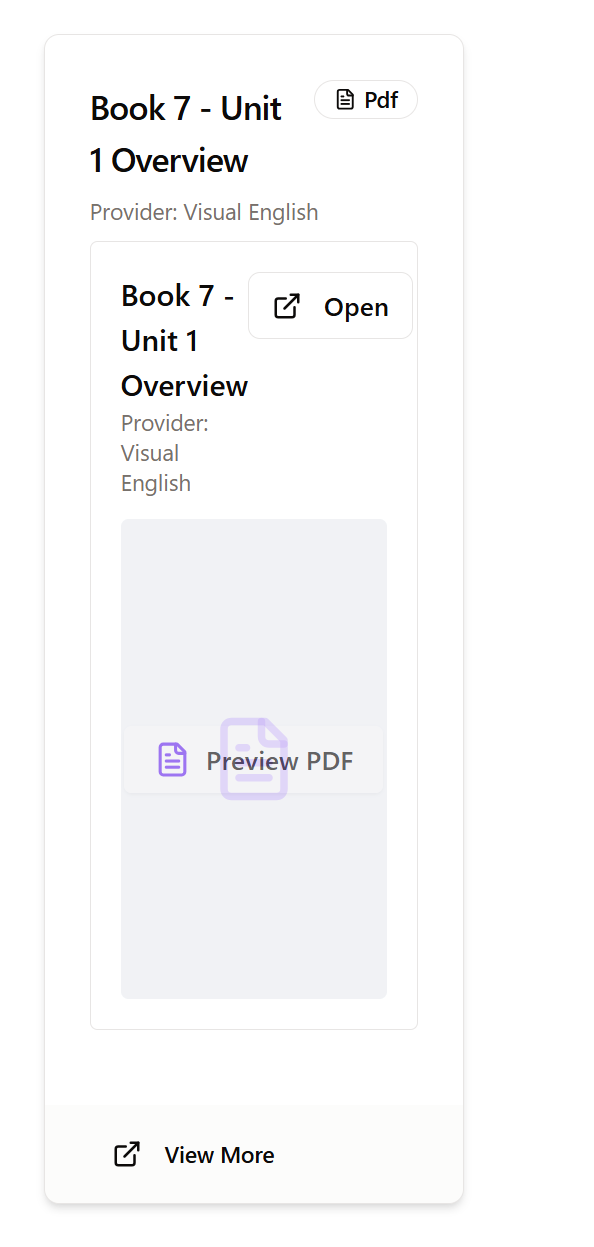 Book 7 - Unit
1 Overview
Pdf
Provider: Visual English
Book 7 -
Unit 1
Overview
Open
Provider:
Visual
English
Preview PDF
View More